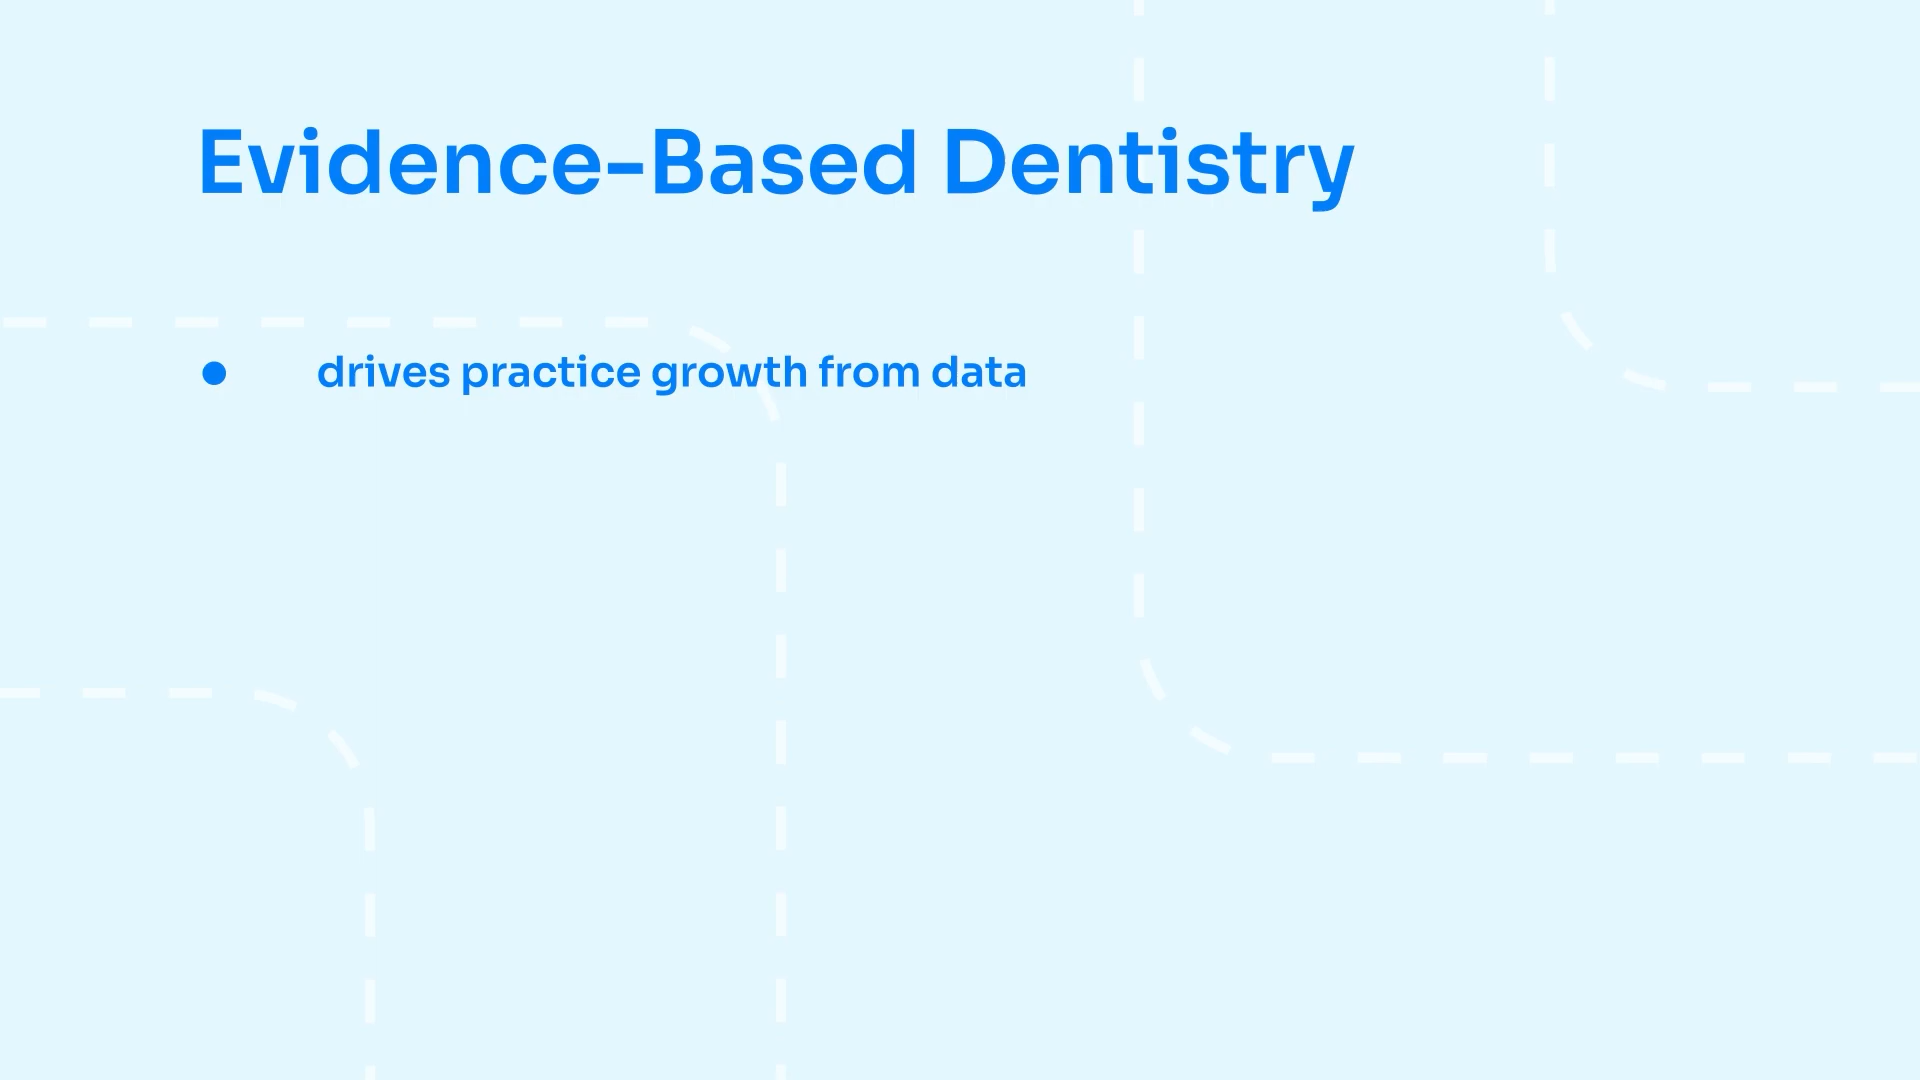 Evidence-Based Dentistry
● drives practice growth from data